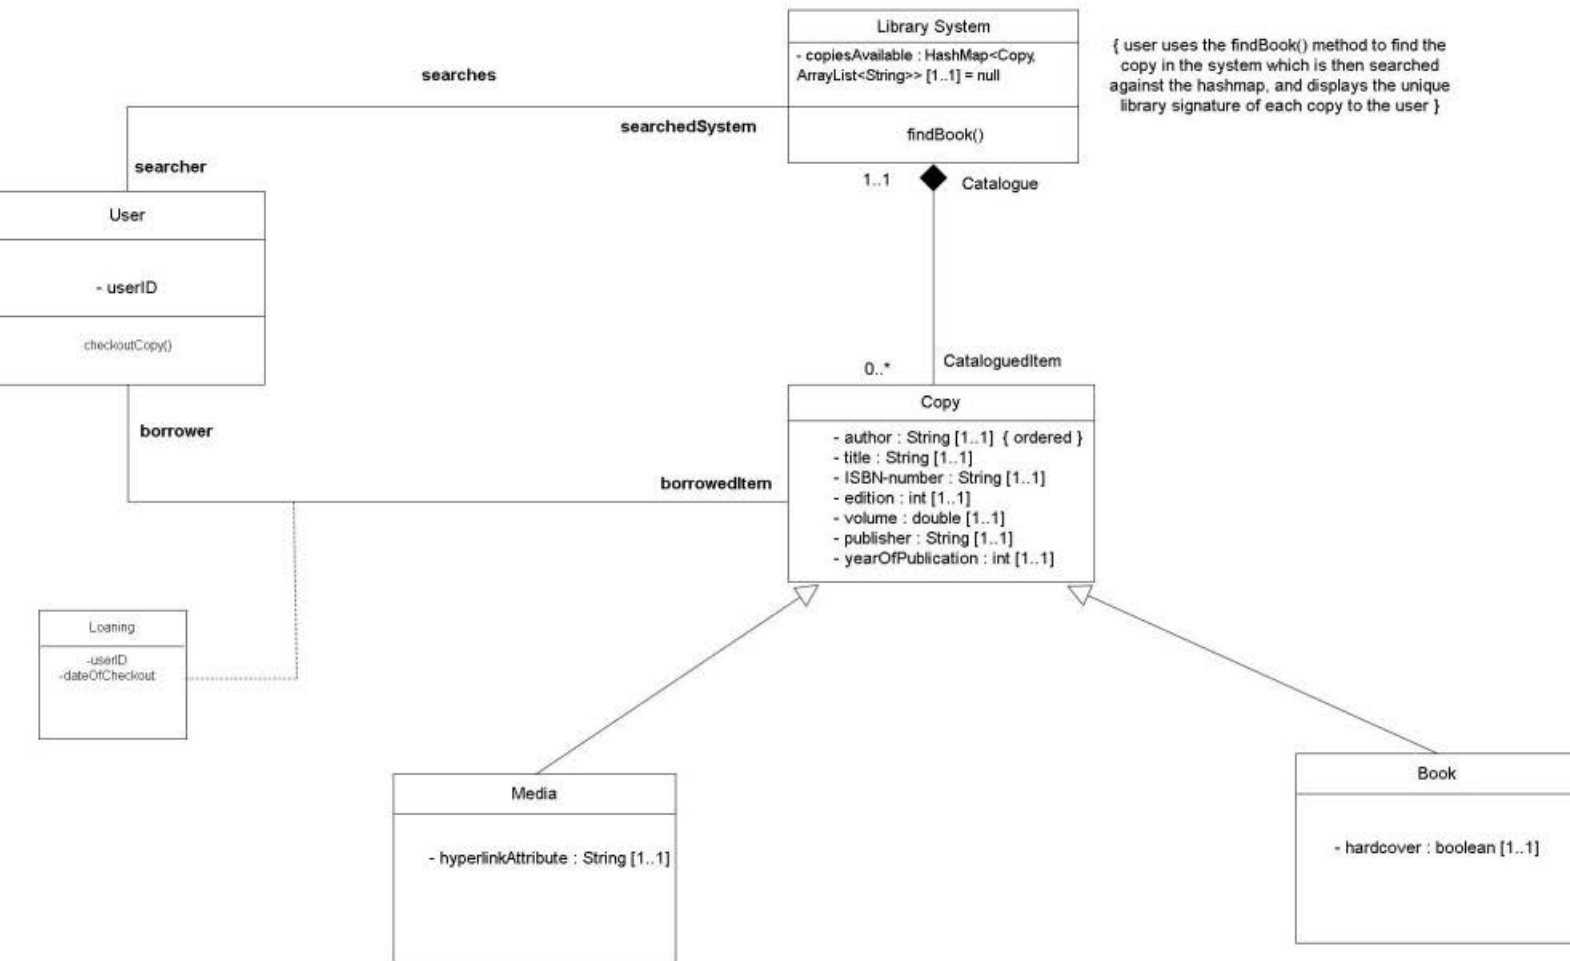 Library System
- copiesAvailable : HashMap<Copy,
ArrayList<String>> [1..1] = null
findBook()
{ user uses the findBook() method to find the
copy in the system which is then searched
against the hashmap, and displays the unique
library signature of each copy to the user }
searches
searchedSystem
searcher
1..1
Catalogue
User
- userID
checkoutCopy()
0..*
CataloguedItem
borrower
borrowedItem
Copy
- author : String [1..1] { ordered }
- title : String [1..1]
- ISBN-number : String [1..1]
- edition : int [1..1]
- volume : double [1..1]
- publisher : String [1..1]
- yearOfPublication : int [1..1]
Loaning
-userID
-dateOfCheckout
Media
- hyperlinkAttribute : String [1..1]
Book
- hardcover : boolean [1..1]